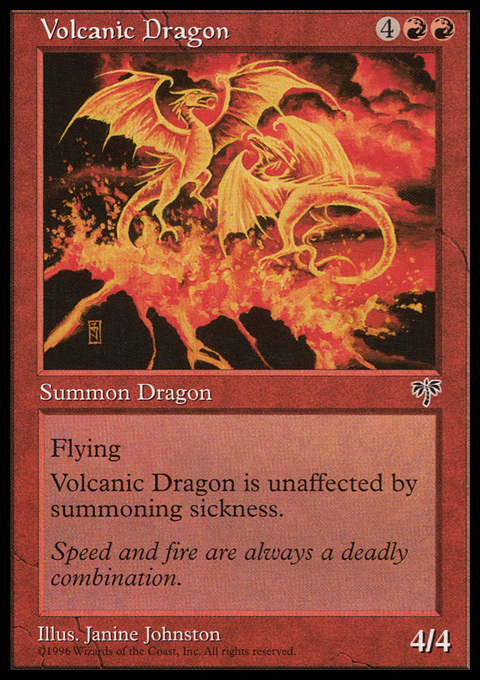 Volcanic Dragon 4
Summon Dragon
Flying
Volcanic Dragon is unaffected by
summoning sickness.
Speed and fire are always a deadly
combination.
Illus. Janine Johnston
©1996 Wizards of the Coast, Inc. All rights reserved.
4/4